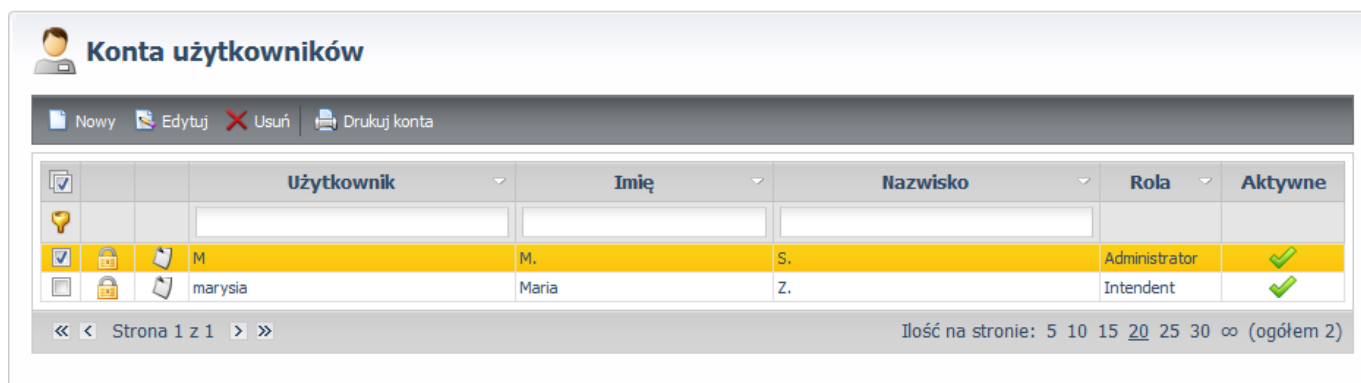 Konta użytkowników
Nowy Edytuj Usuń Drukuj konta
Użytkownik Imię Nazwisko Rola Aktywne
M M. S. Administrator
marysia Maria Z. Intendent
« < Strona 1 z 1 > » Ilość na stronie: 5 10 15 20 25 30 ∞ (ogółem 2)